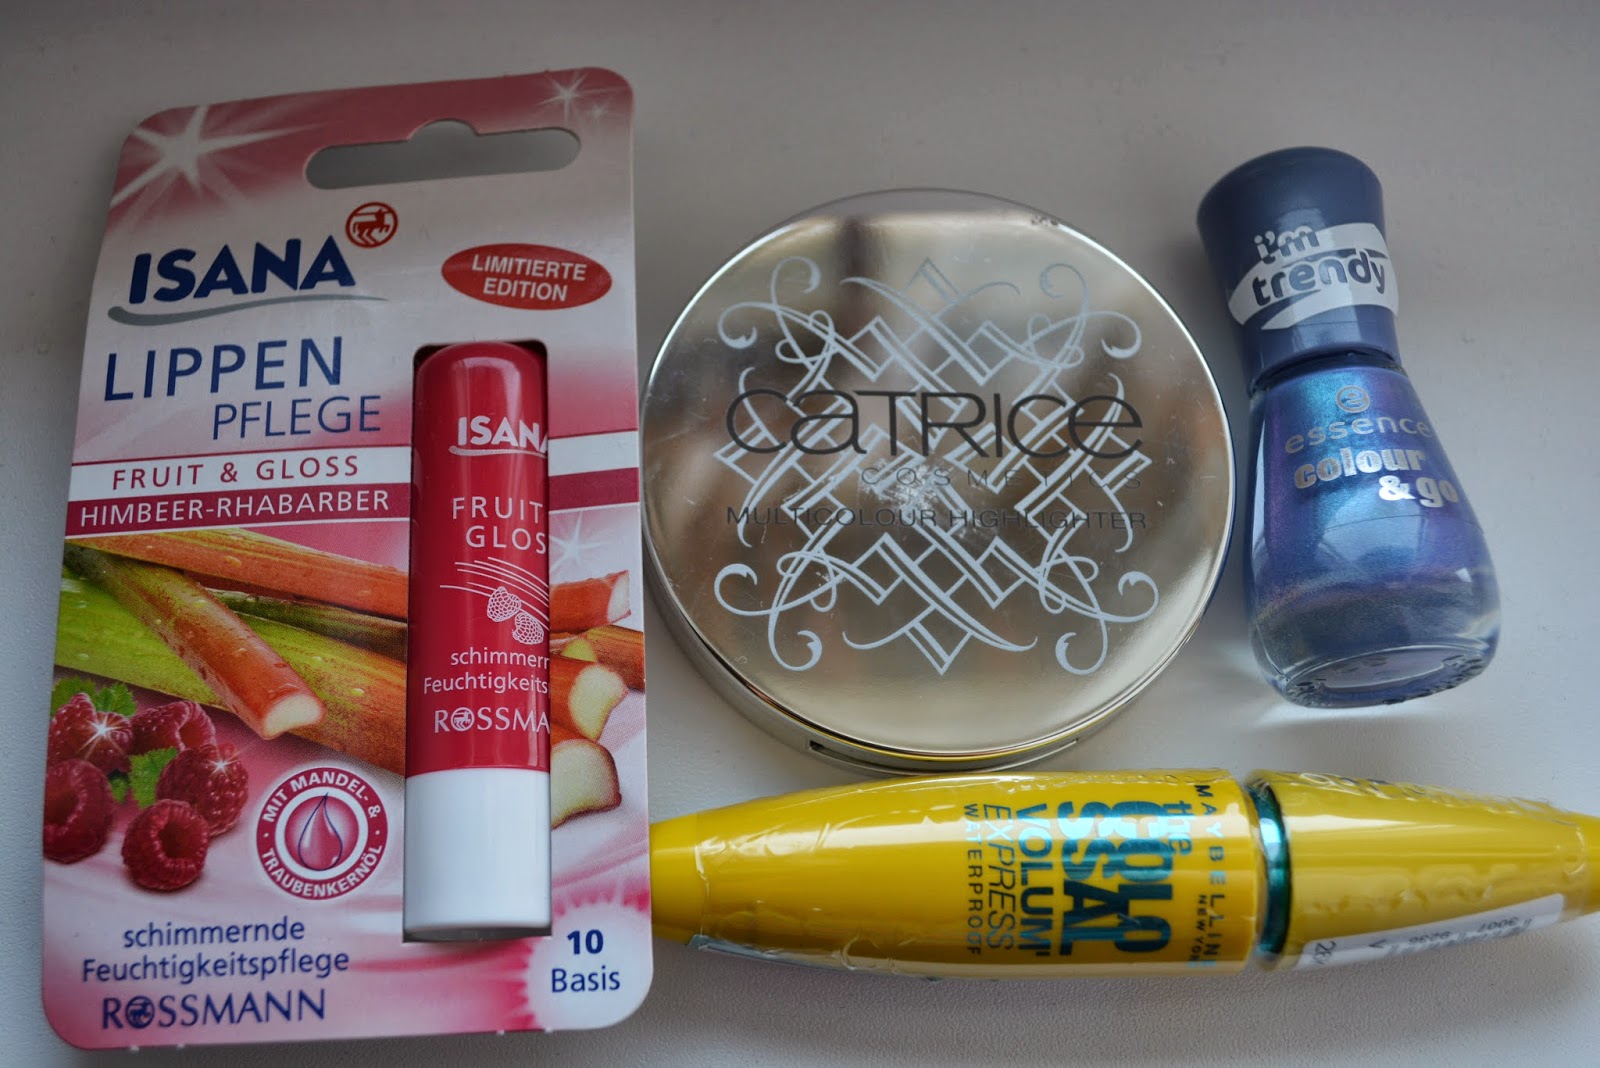 ISANA
LIMITIERTE
EDITION
LIPPEN
PFLEGE
FRUIT & GLOSS
HIMBEER-RHABARBER
MIT MANDEL- &
TRAUBENKERNÖL
schimmernde
Feuchtigkeitspflege
ROSSMANN
10
Basis
ISANA
FRUIT
GLOS
schimmern
Feuchtigkeits
ROSSMA
CATRICE
COSMETICS
MULTICOLOUR HIGHLIGHTER
i'm
trendy
essence
colour
& go
MAYBELLINE
NEW YORK
the
COLO
SSAL
VOLUM'
EXPRESS
WATERPROOF